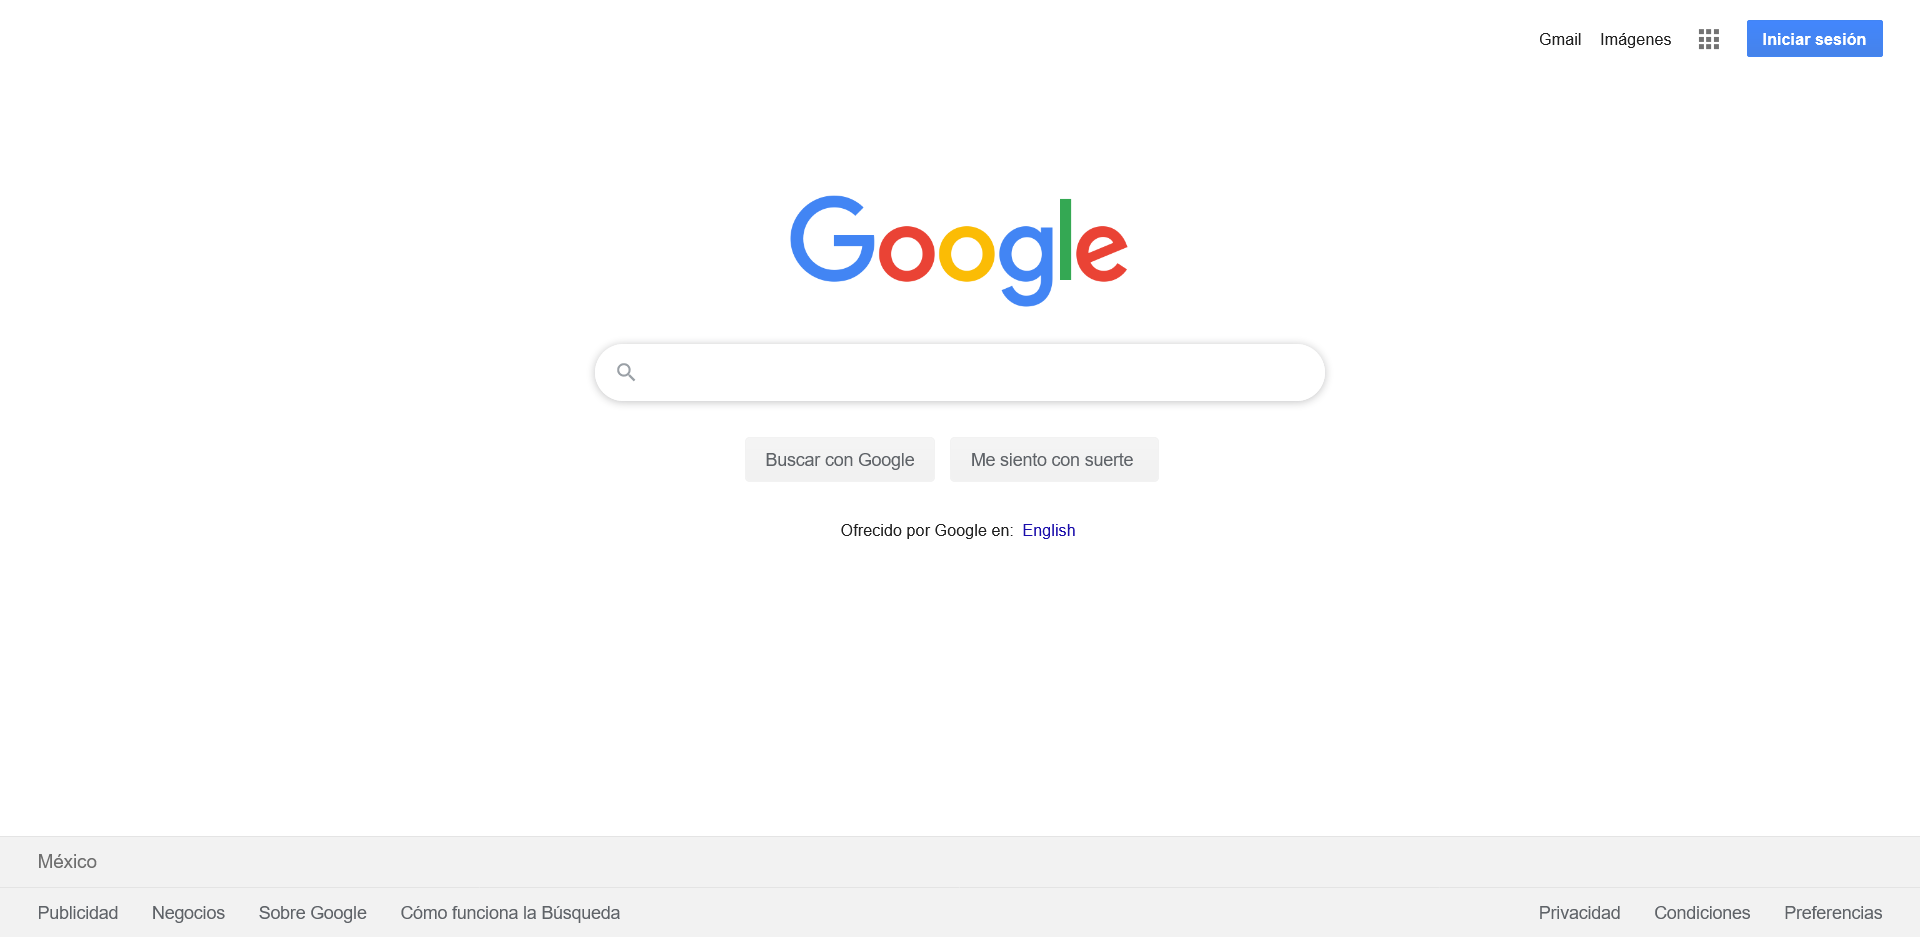 Gmail Imágenes Iniciar sesión
Google
Buscar con Google Me siento con suerte
Ofrecido por Google en: English
México
Publicidad Negocios Sobre Google Cómo funciona la Búsqueda Privacidad Condiciones Preferencias